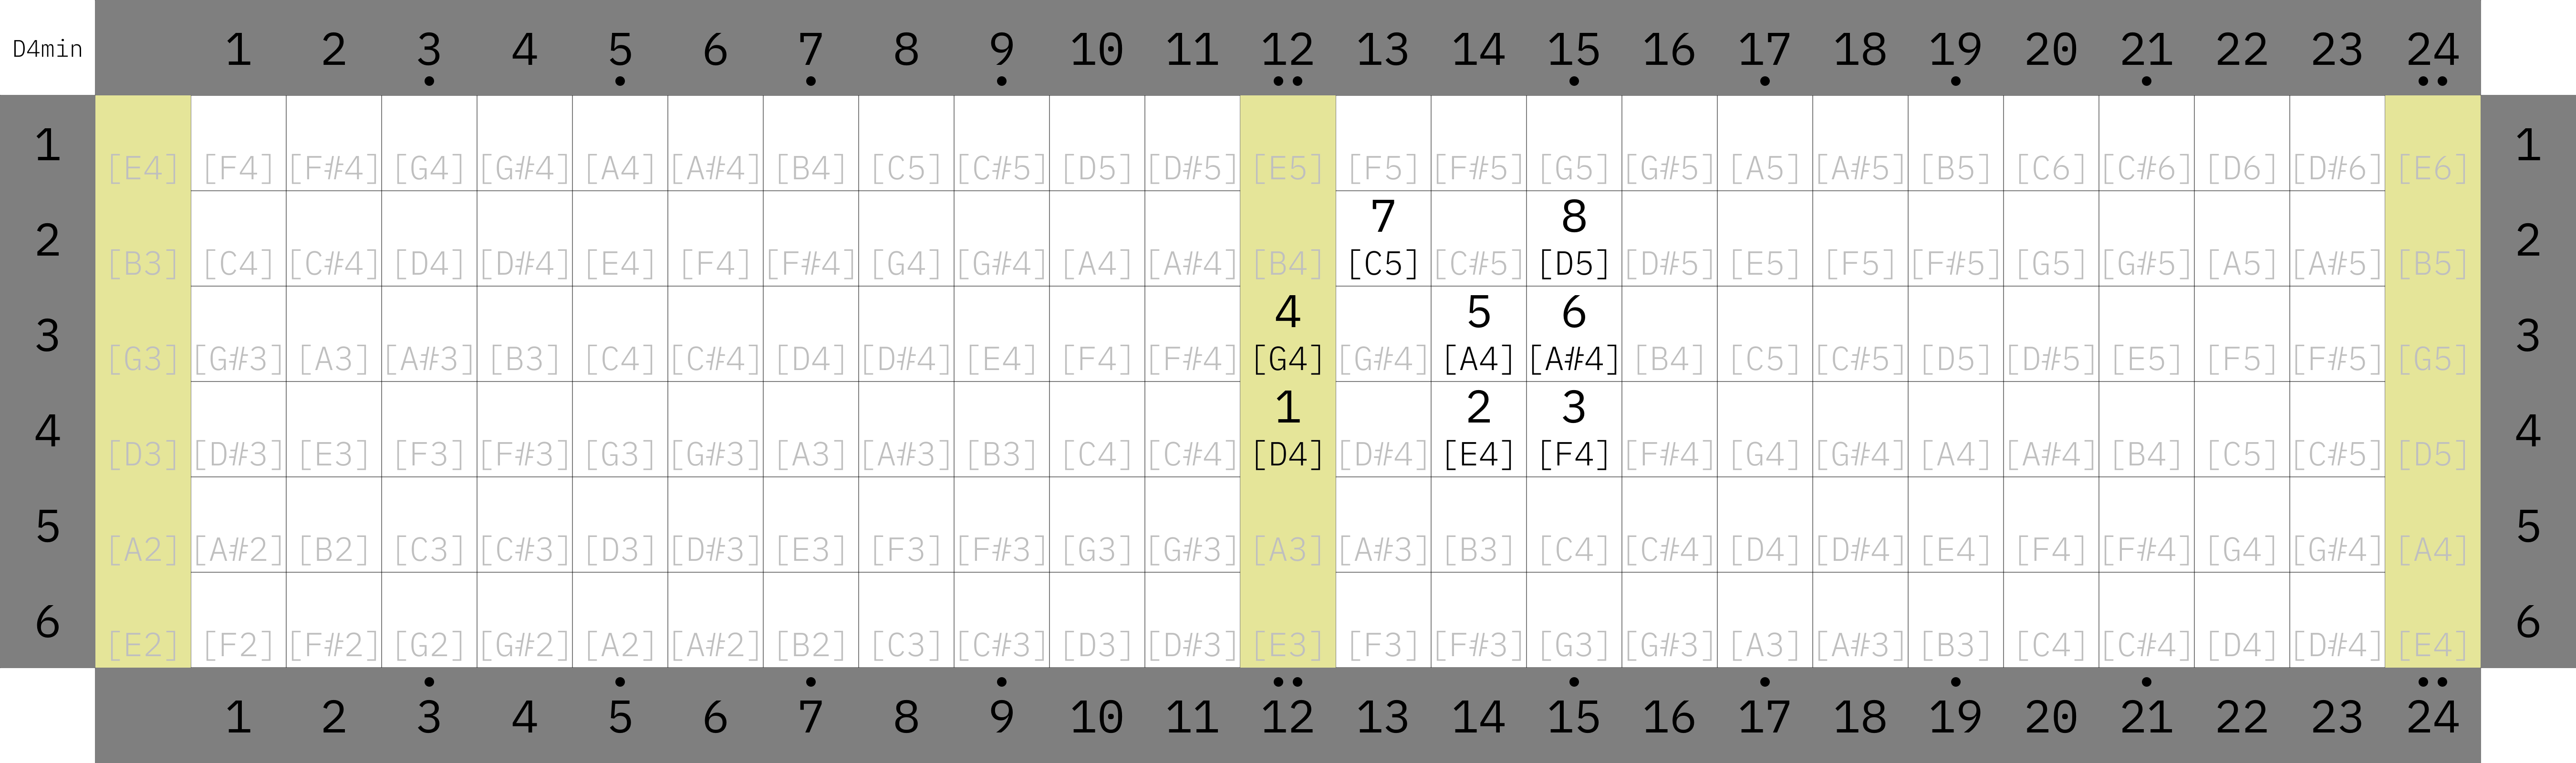 D4min 1 2 3 4 5 6 7 8 9 10 11 12 13 14 15 16 17 18 19 20 21 22 23 24
1 [E4] [F4] [F#4] [G4] [G#4] [A4] [A#4] [B4] [C5] [C#5] [D5] [D#5] [E5] [F5] [F#5] [G5] [G#5] [A5] [A#5] [B5] [C6] [C#6] [D6] [D#6] [E6] 1
7 8
2 [B3] [C4] [C#4] [D4] [D#4] [E4] [F4] [F#4] [G4] [G#4] [A4] [A#4] [B4] [C5] [C#5] [D5] [D#5] [E5] [F5] [F#5] [G5] [G#5] [A5] [A#5] [B5] 2
4 5 6
3 [G3] [G#3] [A3] [A#3] [B3] [C4] [C#4] [D4] [D#4] [E4] [F4] [F#4] [G4] [G#4] [A4] [A#4] [B4] [C5] [C#5] [D5] [D#5] [E5] [F5] [F#5] [G5] 3
1 2 3
4 [D3] [D#3] [E3] [F3] [F#3] [G3] [G#3] [A3] [A#3] [B3] [C4] [C#4] [D4] [D#4] [E4] [F4] [F#4] [G4] [G#4] [A4] [A#4] [B4] [C5] [C#5] [D5] 4
5 [A2] [A#2] [B2] [C3] [C#3] [D3] [D#3] [E3] [F3] [F#3] [G3] [G#3] [A3] [A#3] [B3] [C4] [C#4] [D4] [D#4] [E4] [F4] [F#4] [G4] [G#4] [A4] 5
6 [E2] [F2] [F#2] [G2] [G#2] [A2] [A#2] [B2] [C3] [C#3] [D3] [D#3] [E3] [F3] [F#3] [G3] [G#3] [A3] [A#3] [B3] [C4] [C#4] [D4] [D#4] [E4] 6
1 2 3 4 5 6 7 8 9 10 11 12 13 14 15 16 17 18 19 20 21 22 23 24